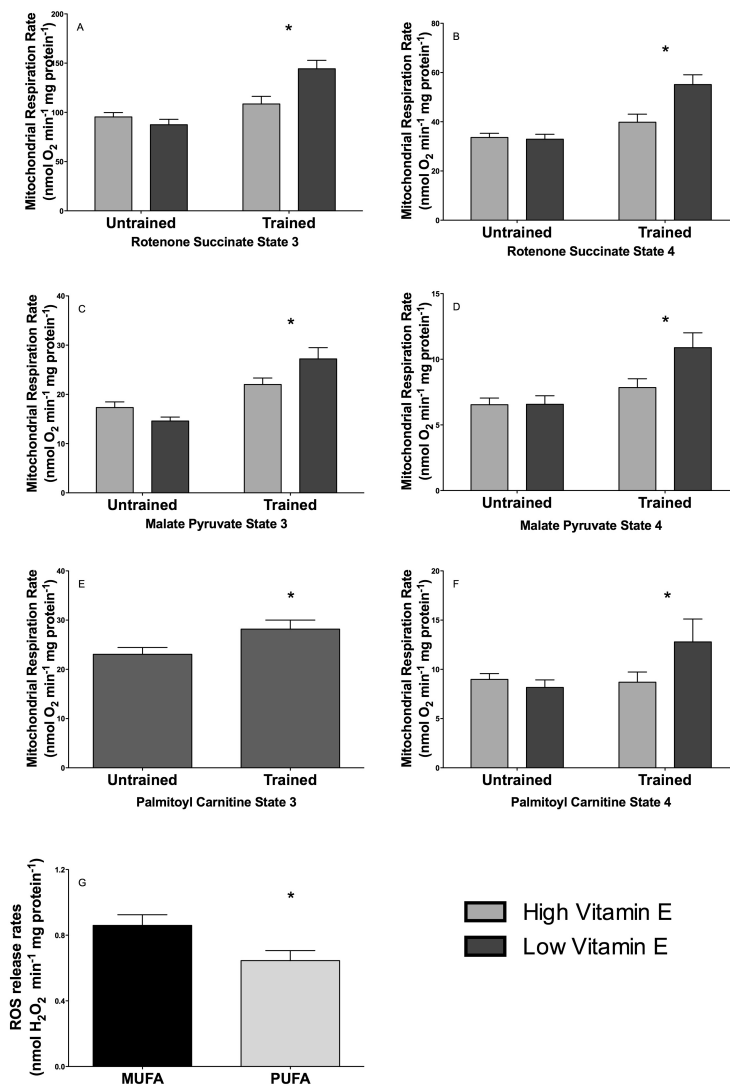 A
Mitochondrial Respiration Rate
(nmol O₂ min⁻¹ mg protein⁻¹)
200
150
100
50
0
*
Untrained Trained
Rotenone Succinate State 3
B
Mitochondrial Respiration Rate
(nmol O₂ min⁻¹ mg protein⁻¹)
80
60
40
20
0
*
Untrained Trained
Rotenone Succinate State 4
C
Mitochondrial Respiration Rate
(nmol O₂ min⁻¹ mg protein⁻¹)
40
30
20
10
0
*
Untrained Trained
Malate Pyruvate State 3
D
Mitochondrial Respiration Rate
(nmol O₂ min⁻¹ mg protein⁻¹)
15
10
5
0
*
Untrained Trained
Malate Pyruvate State 4
E
Mitochondrial Respiration Rate
(nmol O₂ min⁻¹ mg protein⁻¹)
40
30
20
10
0
*
Untrained Trained
Palmitoyl Carnitine State 3
F
Mitochondrial Respiration Rate
(nmol O₂ min⁻¹ mg protein⁻¹)
20
15
10
5
0
*
Untrained Trained
Palmitoyl Carnitine State 4
G
ROS release rates
(nmol H₂O₂ min⁻¹ mg protein⁻¹)
1.2
0.8
0.4
0.0
*
MUFA PUFA
High Vitamin E
Low Vitamin E